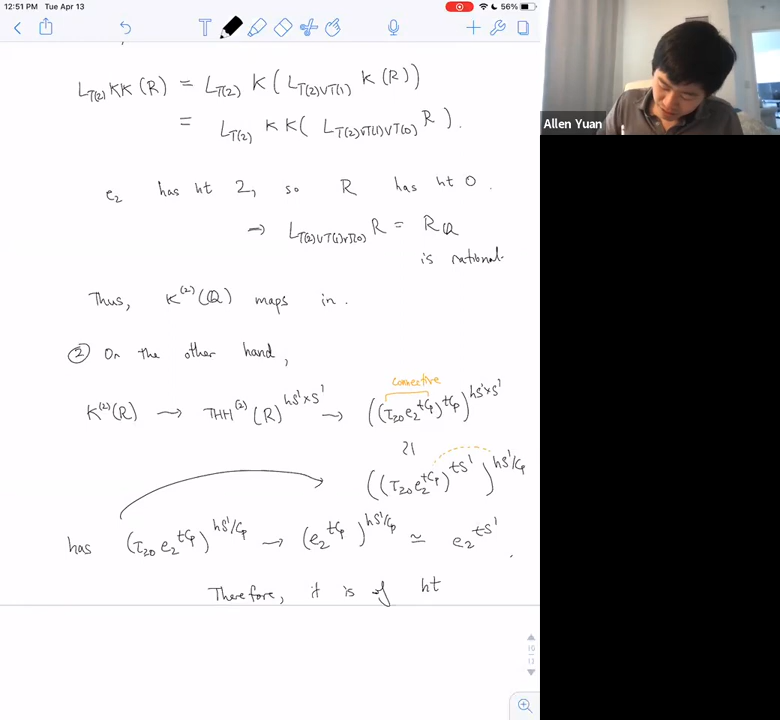 12:51 PM Tue Apr 13
56%
L_{T(2)} KK(R) = L_{T(2)} K(L_{T(2)∨T(1)} K(R))
= L_{T(2)} KK(L_{T(2)∨T(1)∨T(0)} R).
e_2 has ht 2, so R has ht 0.
→ L_{T(2)∨T(1)∨T(0)} R = R_ℚ
is rational.
Thus, K^{(2)}(ℚ) maps in.
② On the other hand,
connective
K^{(2)}(R) → THH^{(2)}(R)^{hS^1×S^1} → ((τ_{≥0} e_2^{tC_p})^{tC_p})^{hS^1×S^1}
((τ_{≥0} e_2^{tC_p})^{tS^1})^{hS^1/C_p}
has (τ_{≥0} e_2^{tC_p})^{hS^1/C_p} → (e_2^{tC_p})^{hS^1/C_p} ≃ e_2^{tS^1}.
Therefore, it is of ht
Allen Yuan